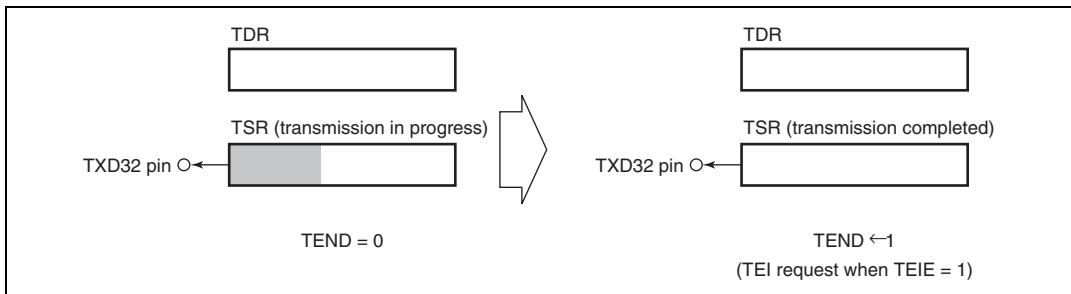 TDR
TSR (transmission in progress)
TXD32 pin
TEND = 0
TDR
TSR (transmission completed)
TXD32 pin
TEND ←1
(TEI request when TEIE = 1)